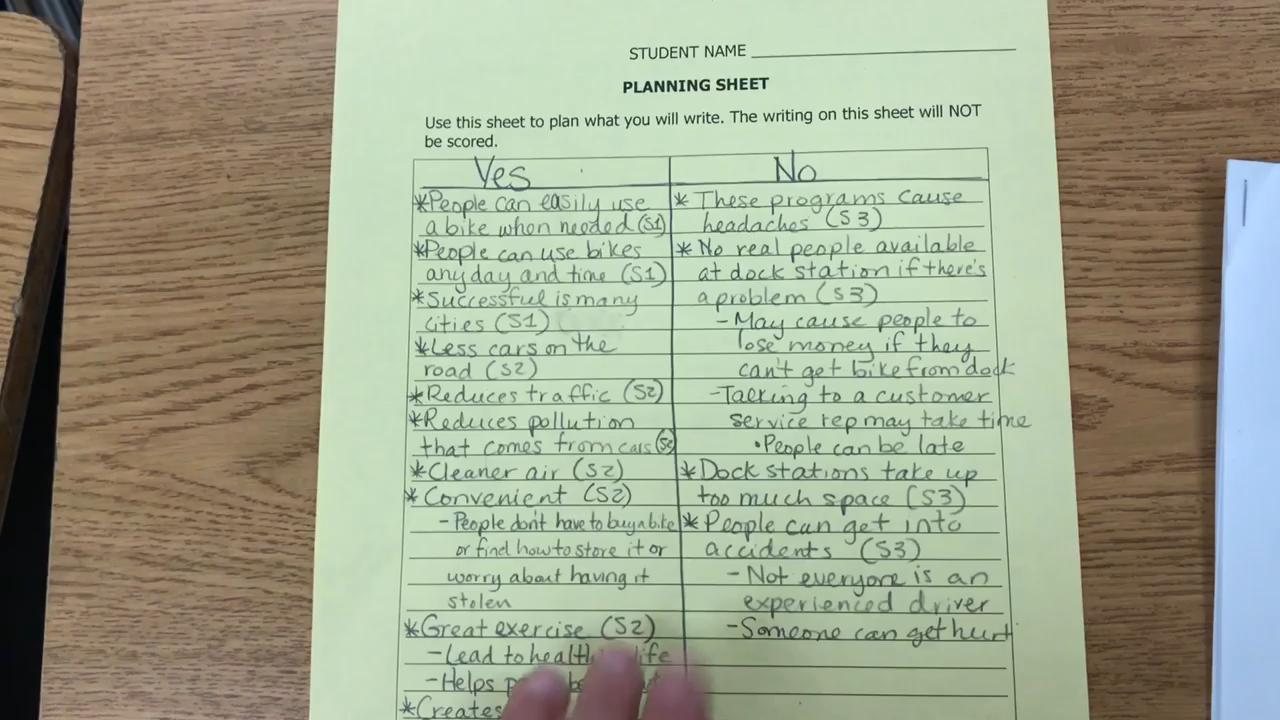 STUDENT NAME
PLANNING SHEET
Use this sheet to plan what you will write. The writing on this sheet will NOT
be scored.
Yes
*People can easily use
a bike when needed (S1)
*People can use bikes
any day and time (S1)
*Successful is many
cities (S1)
*Less cars on the
road (S2)
*Reduces traffic (S2)
*Reduces pollution
that comes from cars (S2)
*Cleaner air (S2)
*Convenient (S2)
- People don't have to buy a bike
or find how to store it or
worry about having it
stolen
*Great exercise (S2)
- Lead to life
- Helps
*Creates
No
* These programs cause
headaches (S3)
* No real people available
at dock station if there's
a problem (S3)
- May cause people to
lose money if they
can't get bike from dock
- Talking to a customer
service rep may take time
• People can be late
*Dock stations take up
too much space (S3)
*People can get into
accidents (S3)
- Not everyone is an
experienced driver
- Someone can get hurt